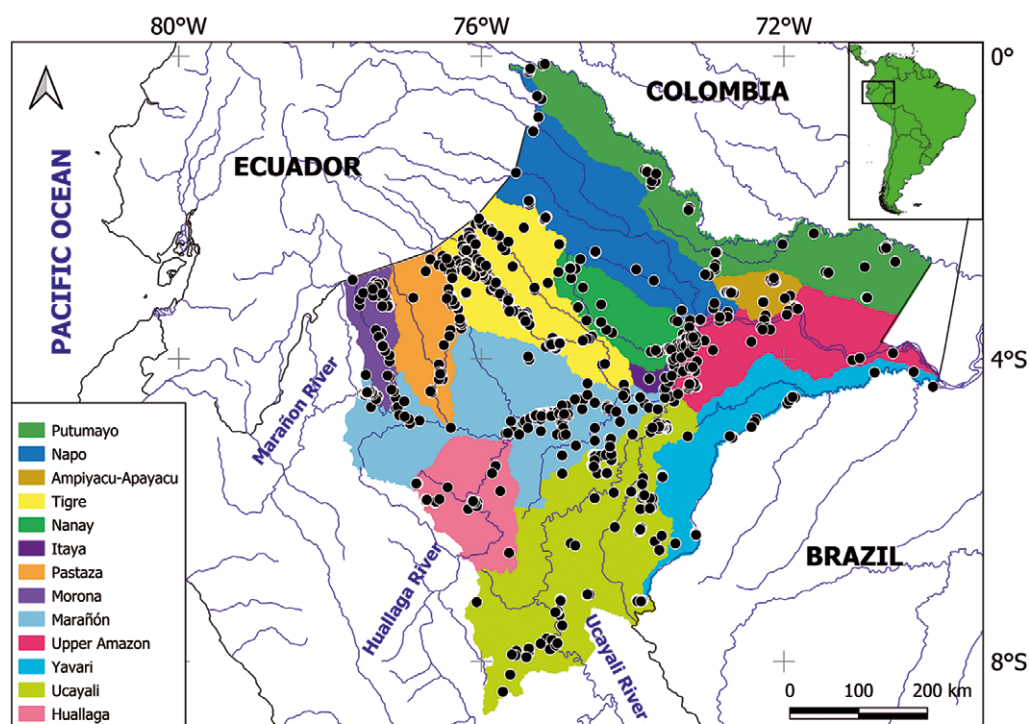 80°W 76°W 72°W
0°
COLOMBIA
ECUADOR
PACIFIC OCEAN
4°S
Marañon River
Putumayo
Napo
Ampiyacu-Apayacu
Tigre
Nanay
Itaya
Pastaza
Morona
Marañón
Upper Amazon
Yavari
Ucayali
Huallaga
Huallaga River
BRAZIL
Ucayali River
8°S
0 100 200 km